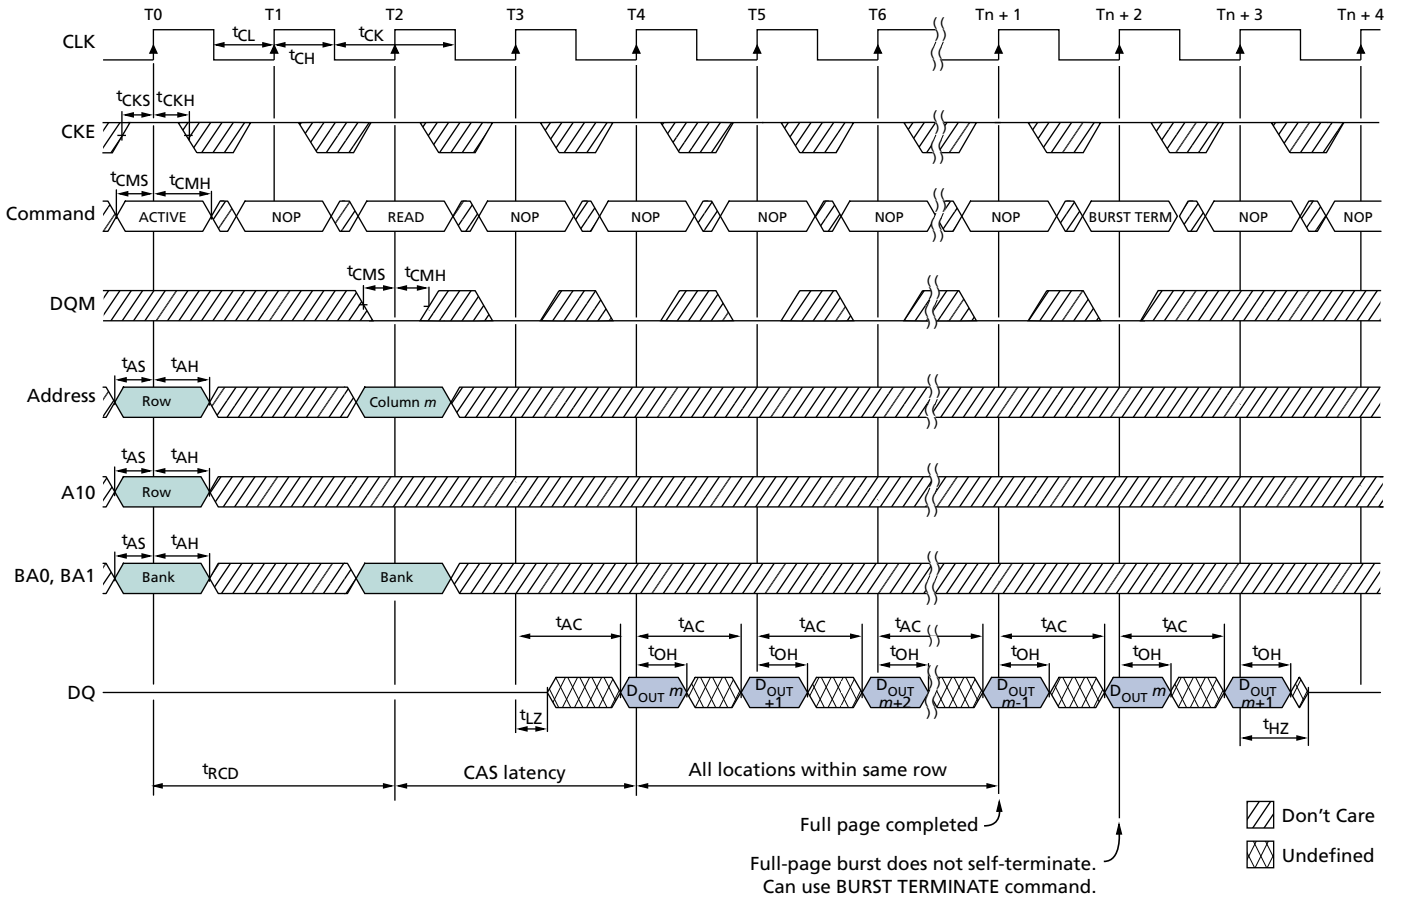 T0 T1 T2 T3 T4 T5 T6 Tn + 1 Tn + 2 Tn + 3 Tn + 4
CLK
tCL
tCK
tCH
tCKS tCKH
CKE
tCMS tCMH
Command ACTIVE NOP READ NOP NOP NOP NOP NOP BURST TERM NOP NOP
tCMS tCMH
DQM
tAS tAH
Address Row Column m
tAS tAH
A10 Row
tAS tAH
BA0, BA1 Bank Bank
tAC tAC tAC tAC tAC tAC
tOH tOH tOH tOH tOH tOH
DQ DOUT m DOUT +1 DOUT m+2 DOUT m-1 DOUT m DOUT m+1
tLZ tHZ
tRCD CAS latency All locations within same row
Full page completed
Don't Care
Full-page burst does not self-terminate.
Can use BURST TERMINATE command.
Undefined